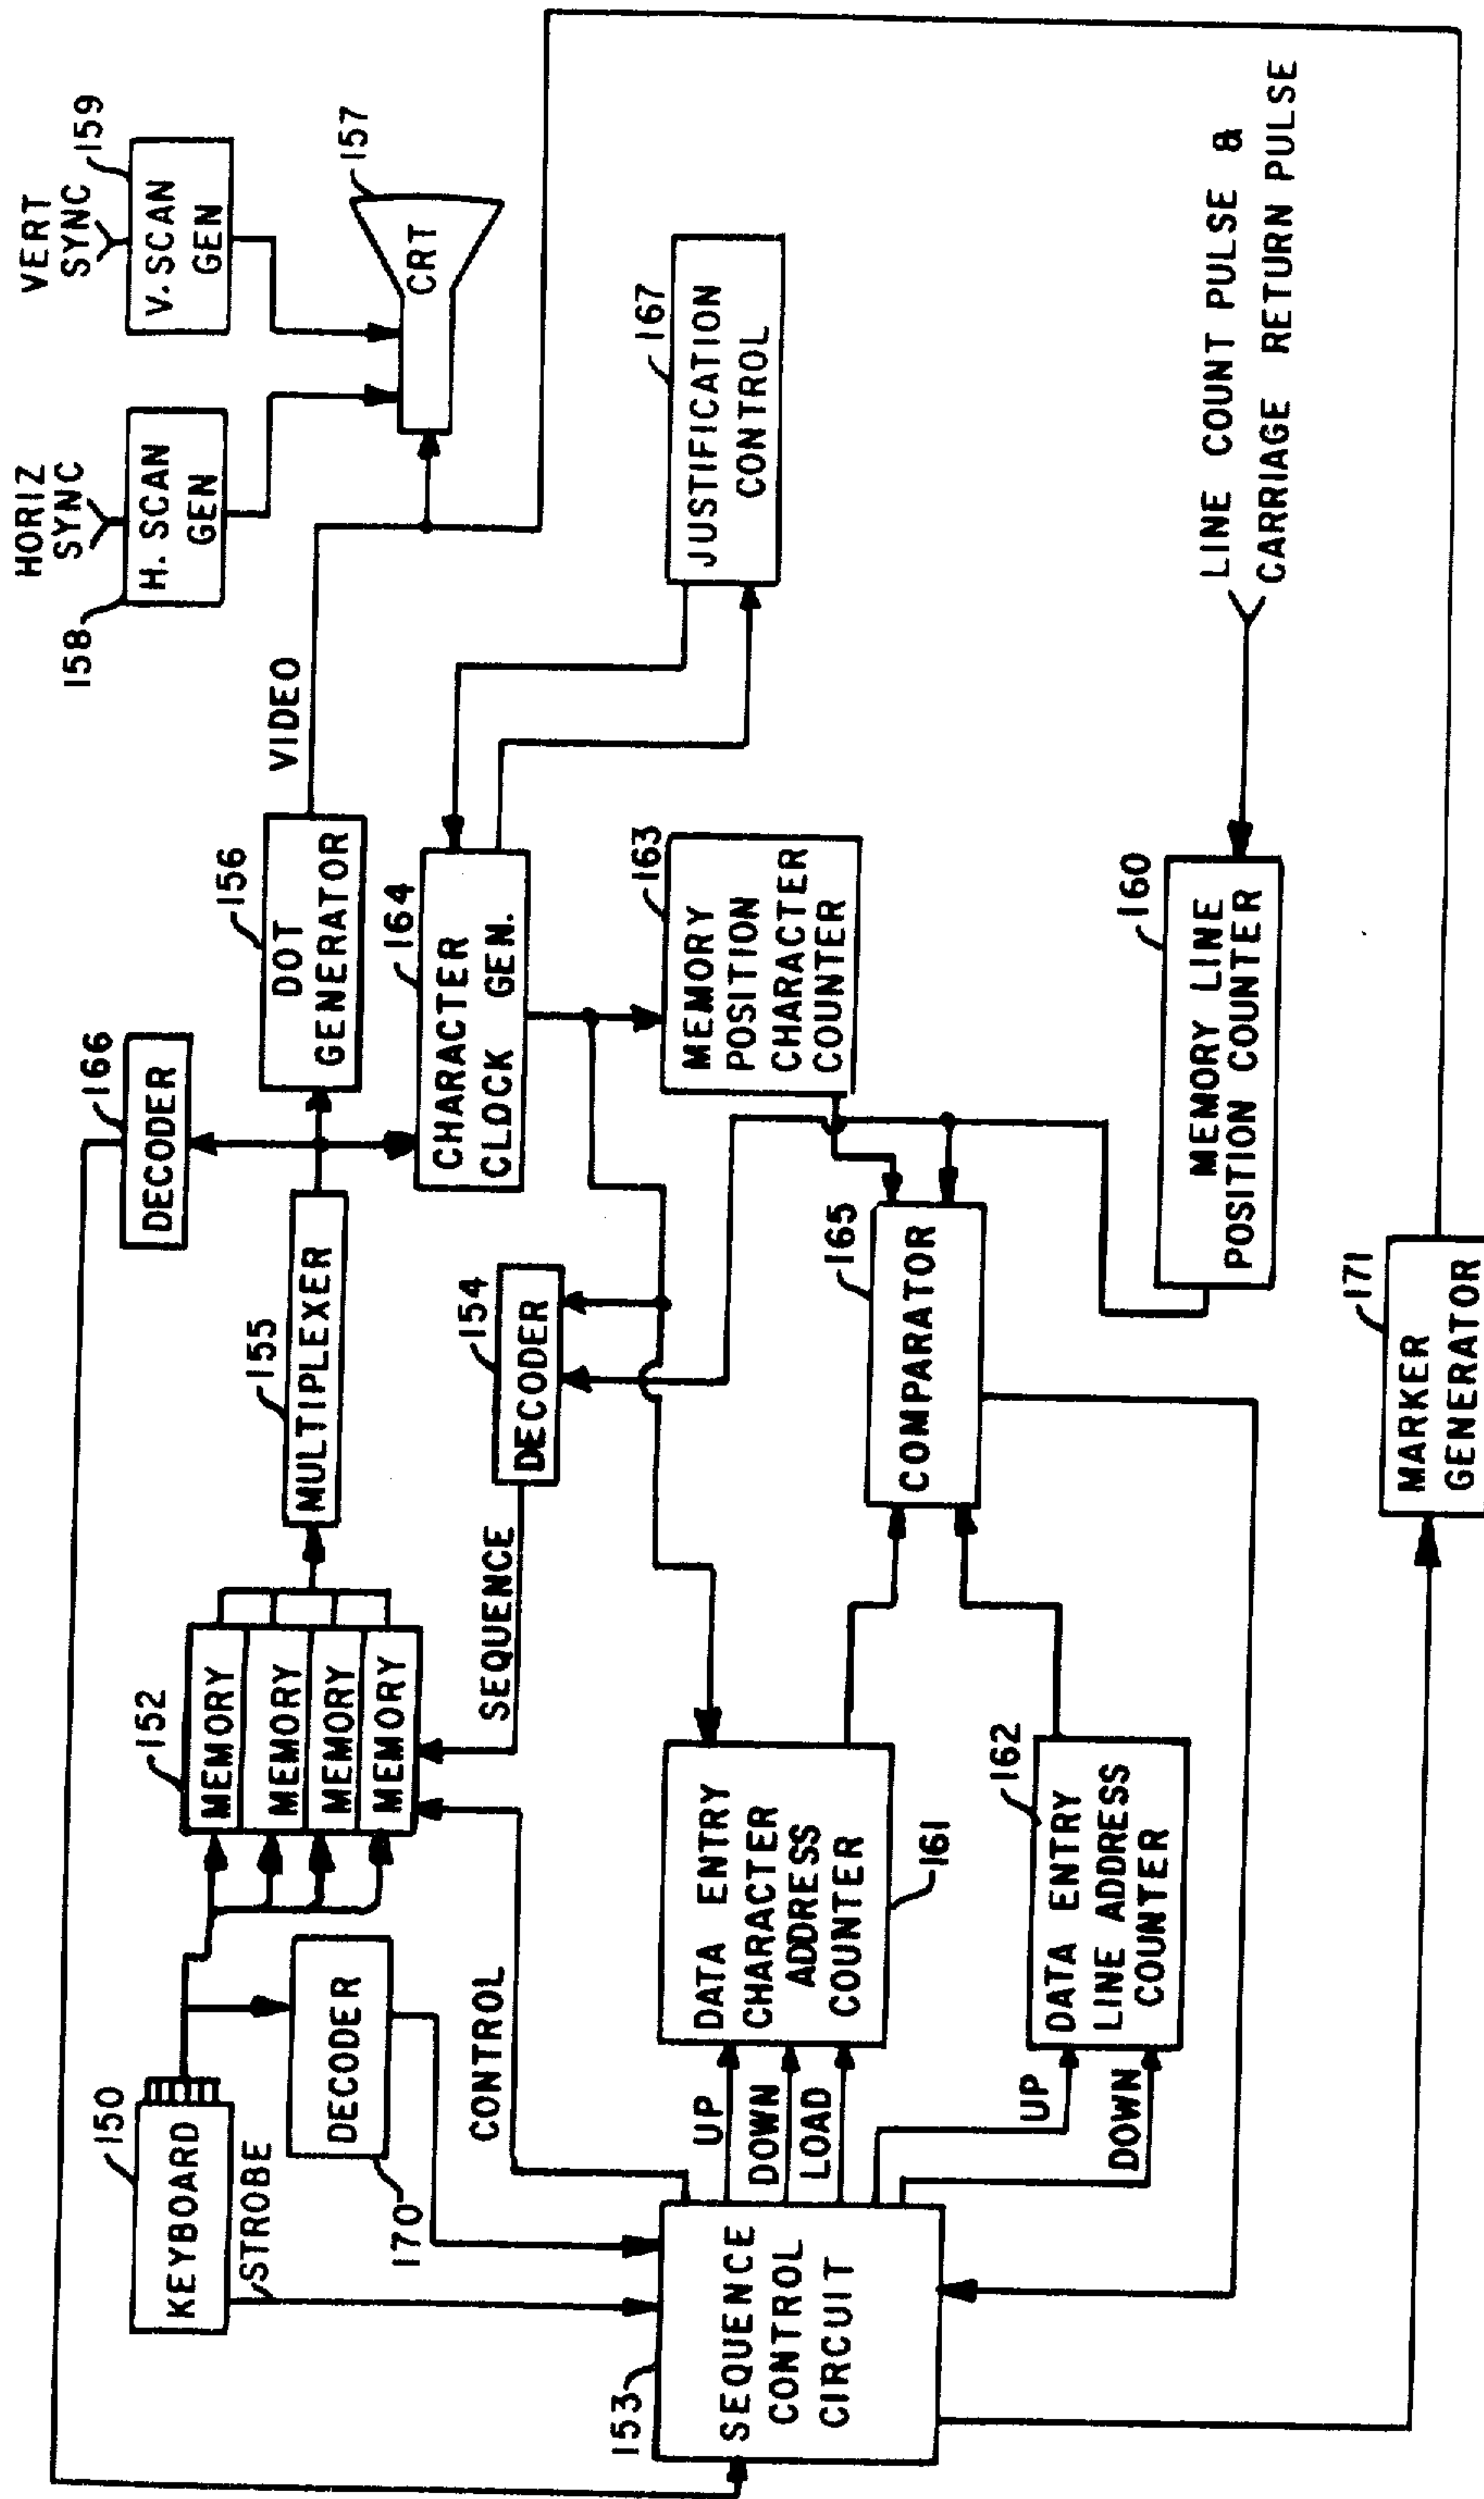 HORIZ
SYNC
VERT
SYNC
158
H. SCAN
GEN
159
V. SCAN
GEN
166
DECODER
VIDEO
157
CRT
150
KEYBOARD
STROBE
152
MEMORY
MEMORY
MEMORY
MEMORY
155
MULTIPLEXER
156
DOT
GENERATOR
170
DECODER
164
CHARACTER
CLOCK GEN.
CONTROL
SEQUENCE
154
DECODER
167
JUSTIFICATION
CONTROL
163
MEMORY
POSITION
CHARACTER
COUNTER
153
SEQUENCE
CONTROL
CIRCUIT
UP
DOWN
LOAD
DATA ENTRY
CHARACTER
ADDRESS
COUNTER
161
165
COMPARATOR
UP
DOWN
162
DATA ENTRY
LINE ADDRESS
COUNTER
160
MEMORY LINE
POSITION COUNTER
LINE COUNT PULSE &
CARRIAGE RETURN PULSE
171
MARKER
GENERATOR